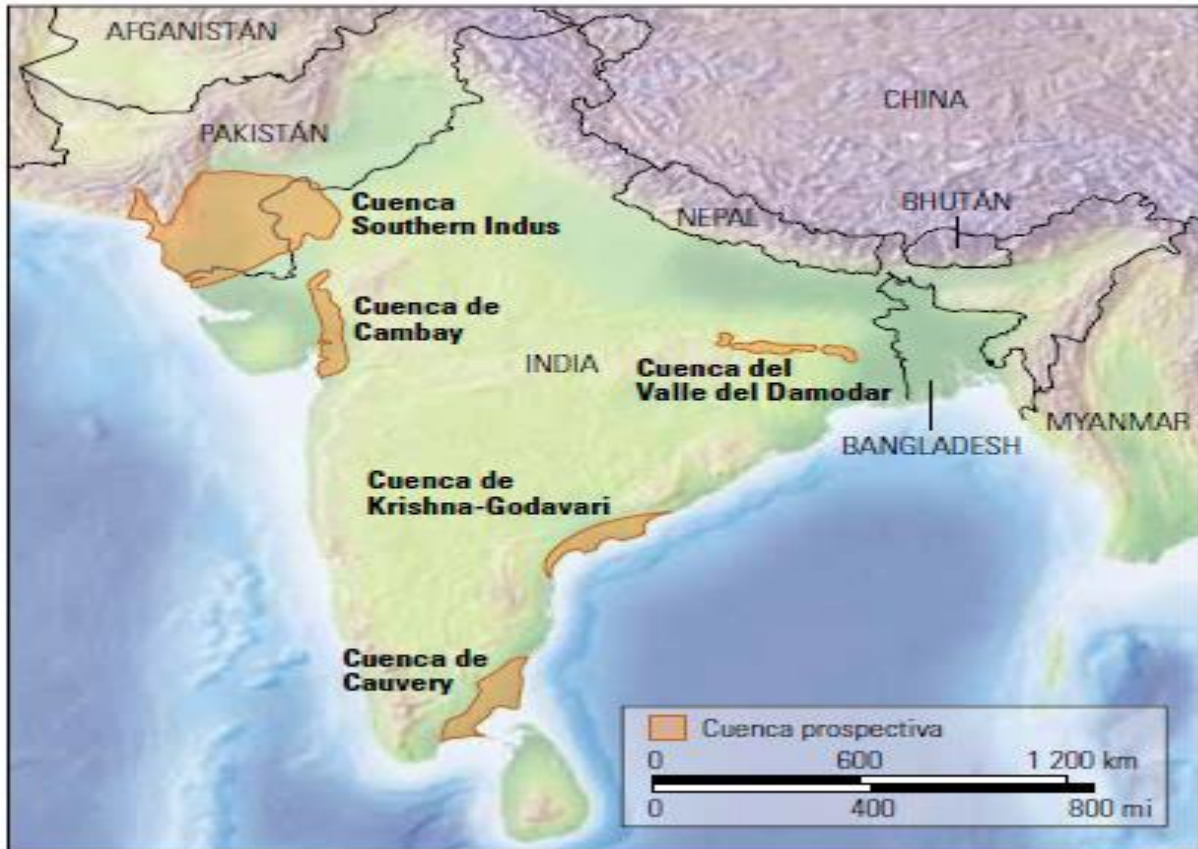 AFGANISTÁN
CHINA
PAKISTÁN
Cuenca
Southern Indus
NEPAL
BHUTÁN
Cuenca de
Cambay
INDIA
Cuenca del
Valle del Damodar
MYANMAR
BANGLADESH
Cuenca de
Krishna-Godavari
Cuenca de
Cauvery
Cuenca prospectiva
0 600 1 200 km
0 400 800 mi